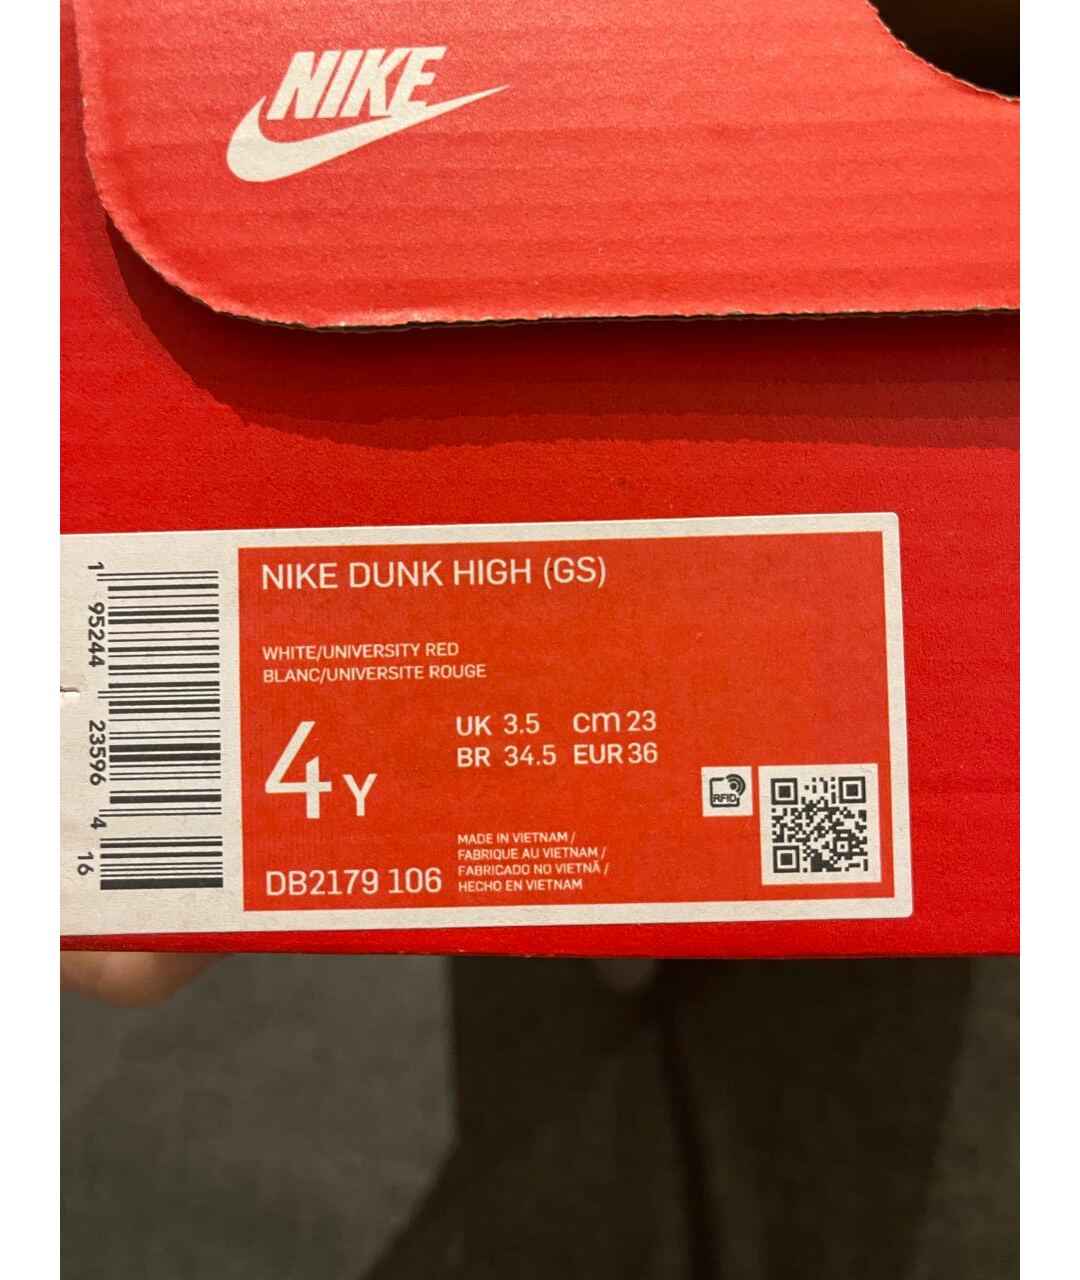 NIKE
NIKE DUNK HIGH (GS)
WHITE/UNIVERSITY RED
BLANC/UNIVERSITE ROUGE
4Y
UK 3.5 cm 23
BR 34.5 EUR 36
RFID
MADE IN VIETNAM /
FABRIQUE AU VIETNAM /
FABRICADO NO VIETNÃ /
HECHO EN VIETNAM
DB2179 106
1 95244 23596 4 16